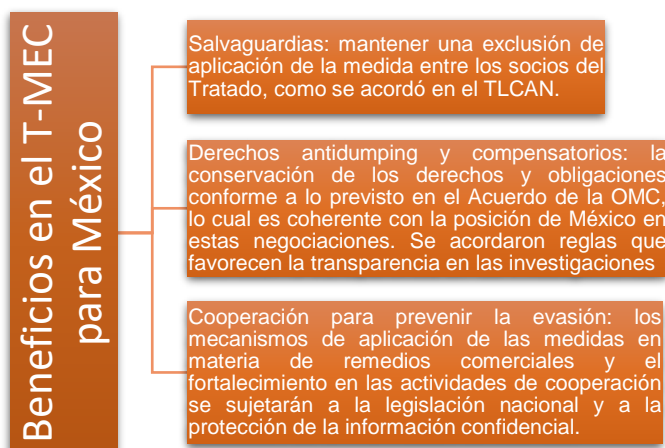 Beneficios en el T-MEC
para México
Salvaguardias: mantener una exclusión de
aplicación de la medida entre los socios del
Tratado, como se acordó en el TLCAN.
Derechos antidumping y compensatorios: la
conservación de los derechos y obligaciones
conforme a lo previsto en el Acuerdo de la OMC,
lo cual es coherente con la posición de México en
estas negociaciones. Se acordaron reglas que
favorecen la transparencia en las investigaciones
Cooperación para prevenir la evasión: los
mecanismos de aplicación de las medidas en
materia de remedios comerciales y el
fortalecimiento en las actividades de cooperación
se sujetarán a la legislación nacional y a la
protección de la información confidencial.